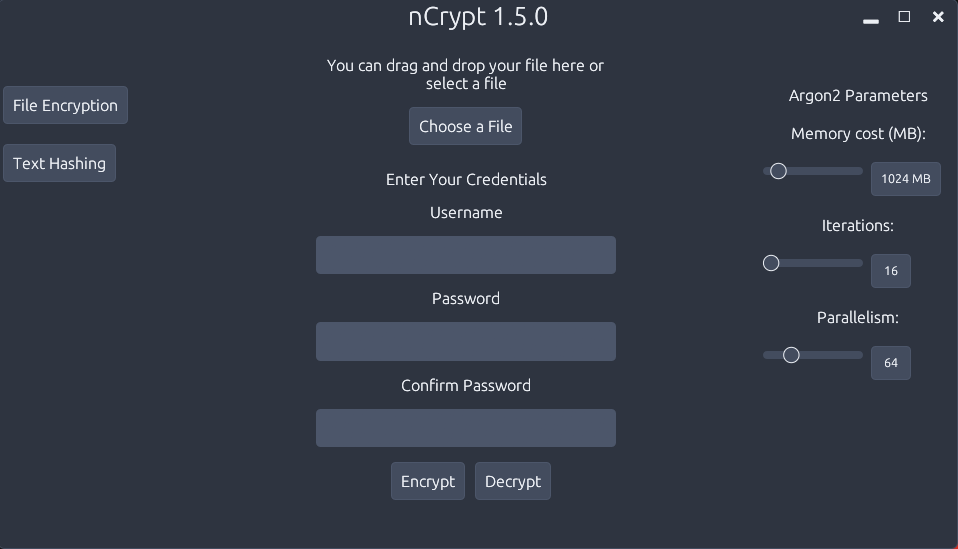 nCrypt 1.5.0
File Encryption
Text Hashing
You can drag and drop your file here or
select a file
Choose a File
Enter Your Credentials
Username
Password
Confirm Password
Encrypt
Decrypt
Argon2 Parameters
Memory cost (MB):
1024 MB
Iterations:
16
Parallelism:
64